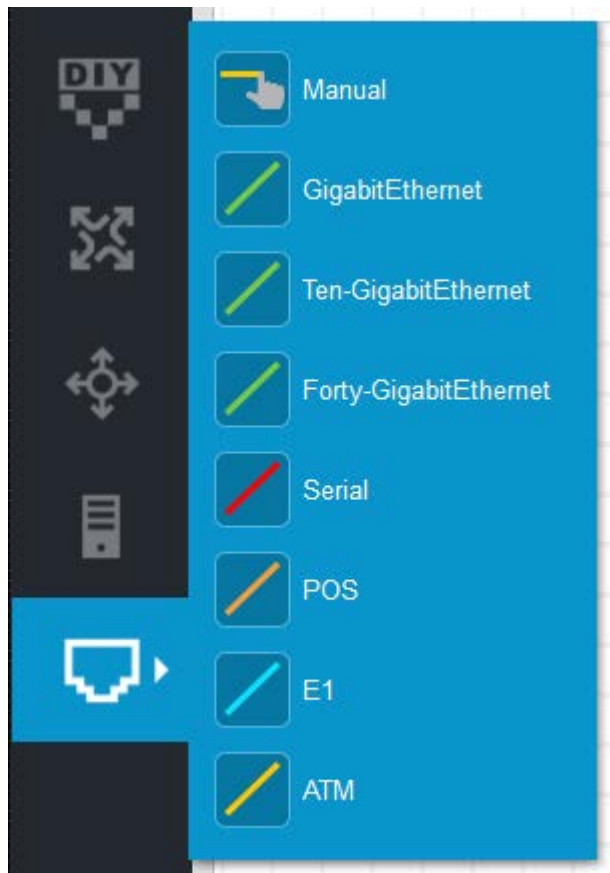 DIY
Manual
GigabitEthernet
Ten-GigabitEthernet
Forty-GigabitEthernet
Serial
POS
E1
ATM